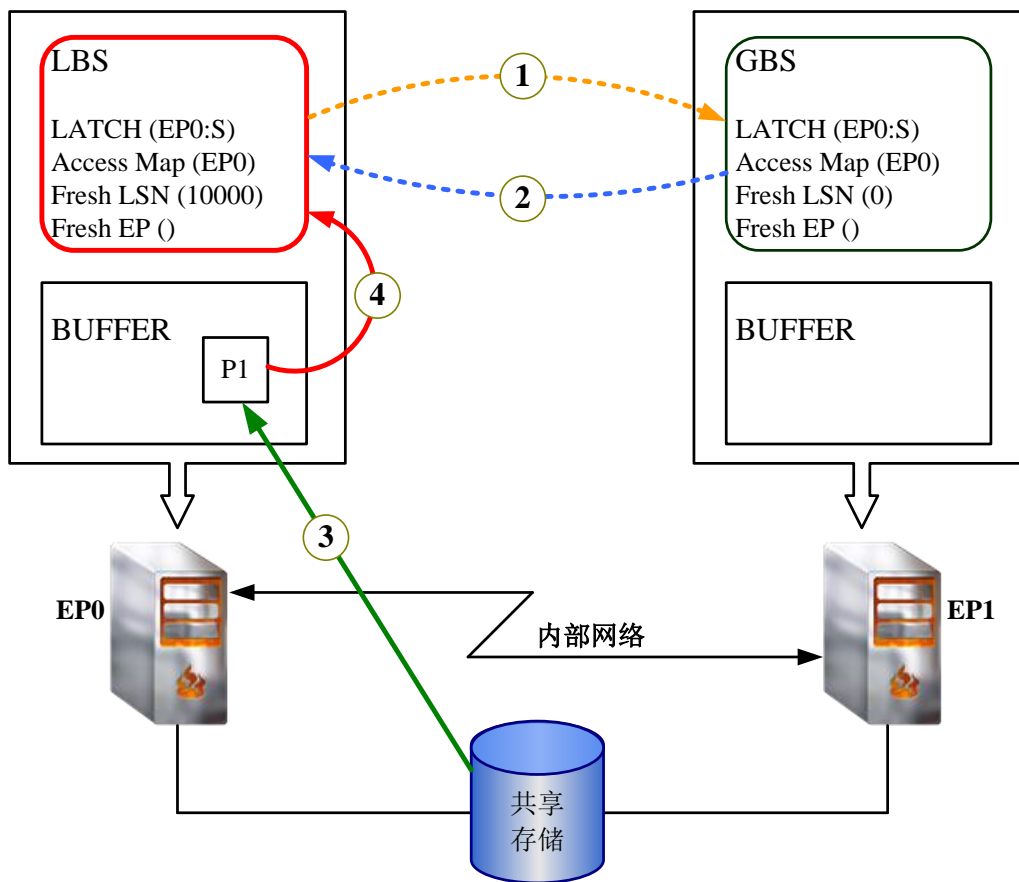 LBS
LATCH (EP0:S)
Access Map (EP0)
Fresh LSN (10000)
Fresh EP ()
BUFFER
P1
1
2
4
3
GBS
LATCH (EP0:S)
Access Map (EP0)
Fresh LSN (0)
Fresh EP ()
BUFFER
EP0
内部网络
EP1
共享
存储